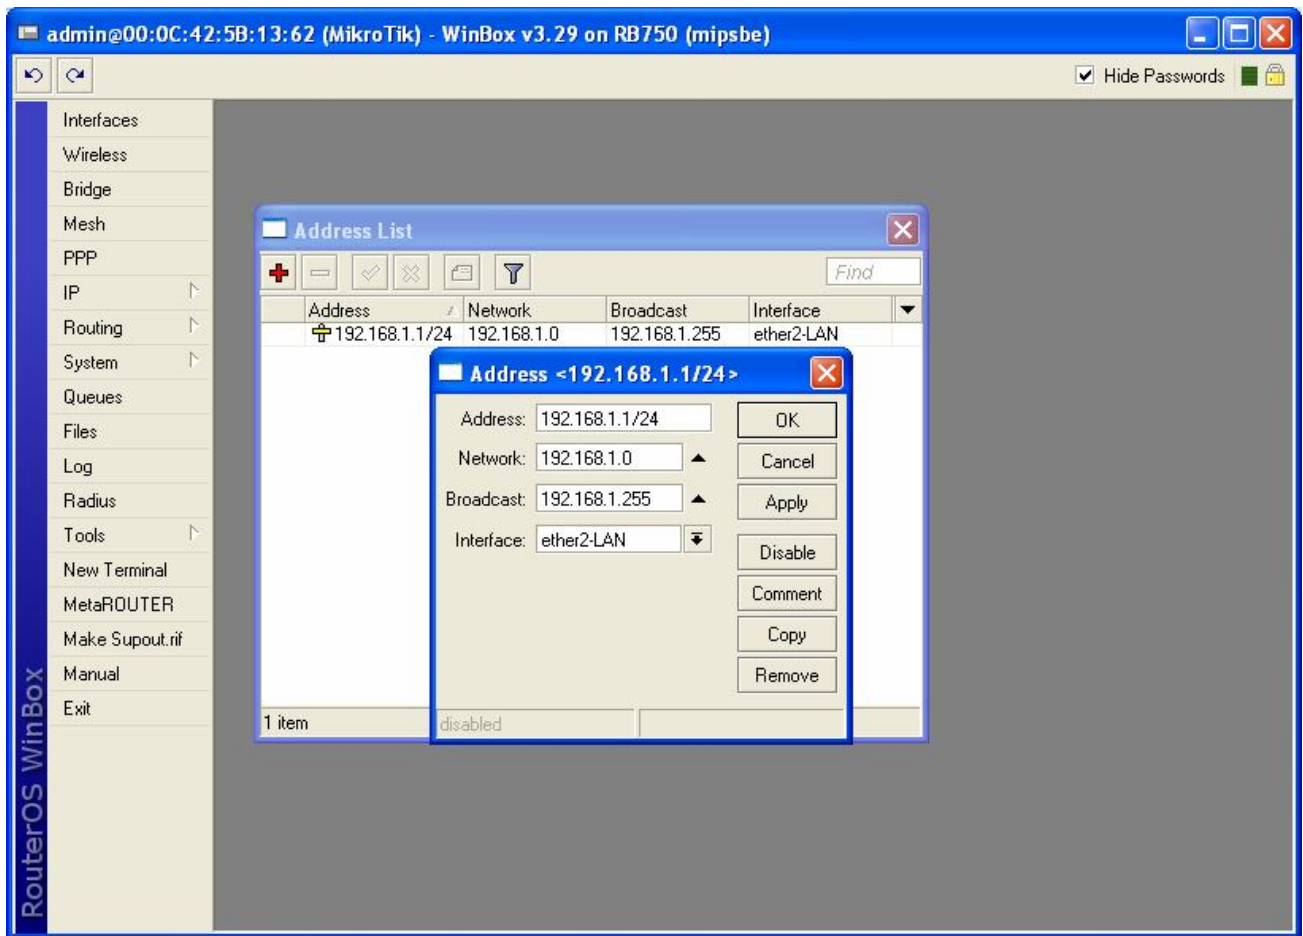 admin@00:0C:42:5B:13:62 (MikroTik) - WinBox v3.29 on RB750 (mipsbe)
Hide Passwords
Interfaces
Wireless
Bridge
Mesh
PPP
IP
Routing
System
Queues
Files
Log
Radius
Tools
New Terminal
MetaROUTER
Make Supout.rif
Manual
Exit
RouterOS WinBox
Address List
Find
Address Network Broadcast Interface
192.168.1.1/24 192.168.1.0 192.168.1.255 ether2-LAN
1 item
Address <192.168.1.1/24>
Address: 192.168.1.1/24 OK
Network: 192.168.1.0 Cancel
Broadcast: 192.168.1.255 Apply
Interface: ether2-LAN
Disable
Comment
Copy
Remove
disabled